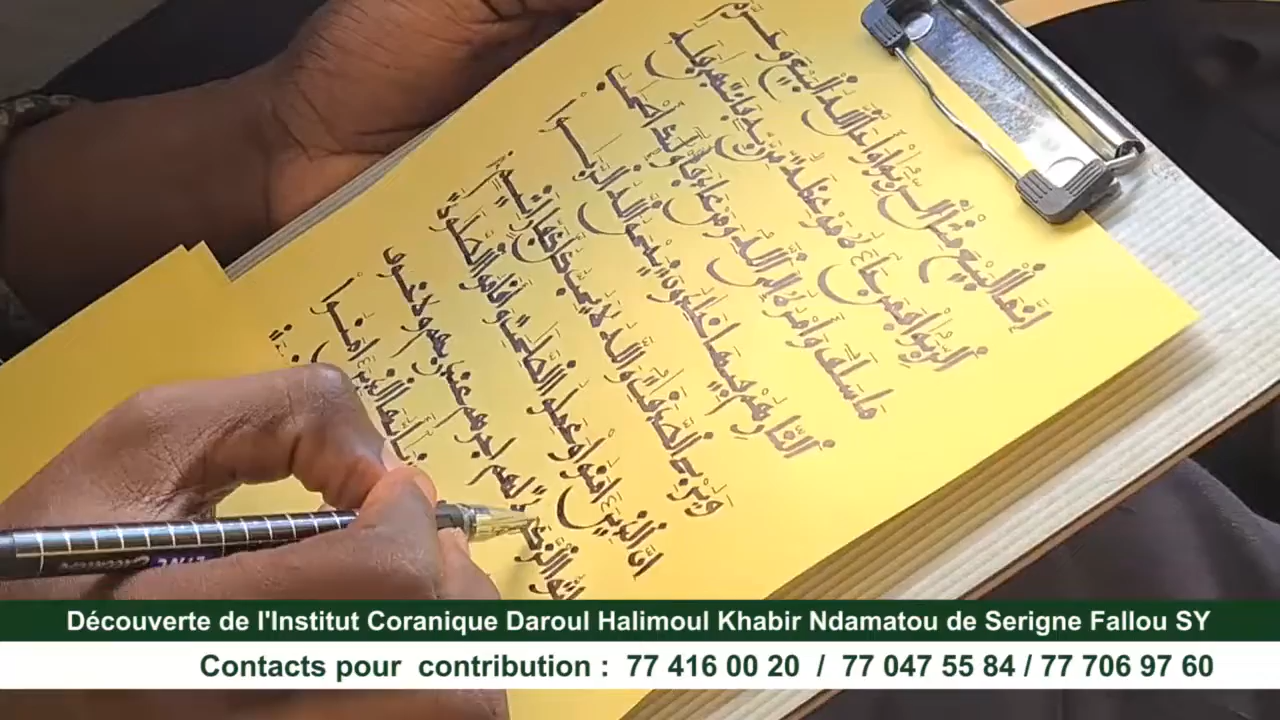 إنما البيع مثل الربوا وأحل الله البيع وحرم
الربوا فمن جاءه موعظة من ربه فانتهى فله
ما سلف وأمره إلى الله ومن عاد فأولئك أصحب
النار هم فيها خلدون يمحق الله الربوا
ويربي الصدقت والله لا يحب كل كفار أثيم
إن الذين ءامنوا وعملوا الصلحت وأقاموا الصلوة
وءاتوا الزكوة لهم أجرهم عند ربهم ولا خوف
يأيها الذين ءامنوا
Découverte de l'Institut Coranique Daroul Halimoul Khabir Ndamatou de Serigne Fallou SY
Contacts pour contribution : 77 416 00 20 / 77 047 55 84 / 77 706 97 60